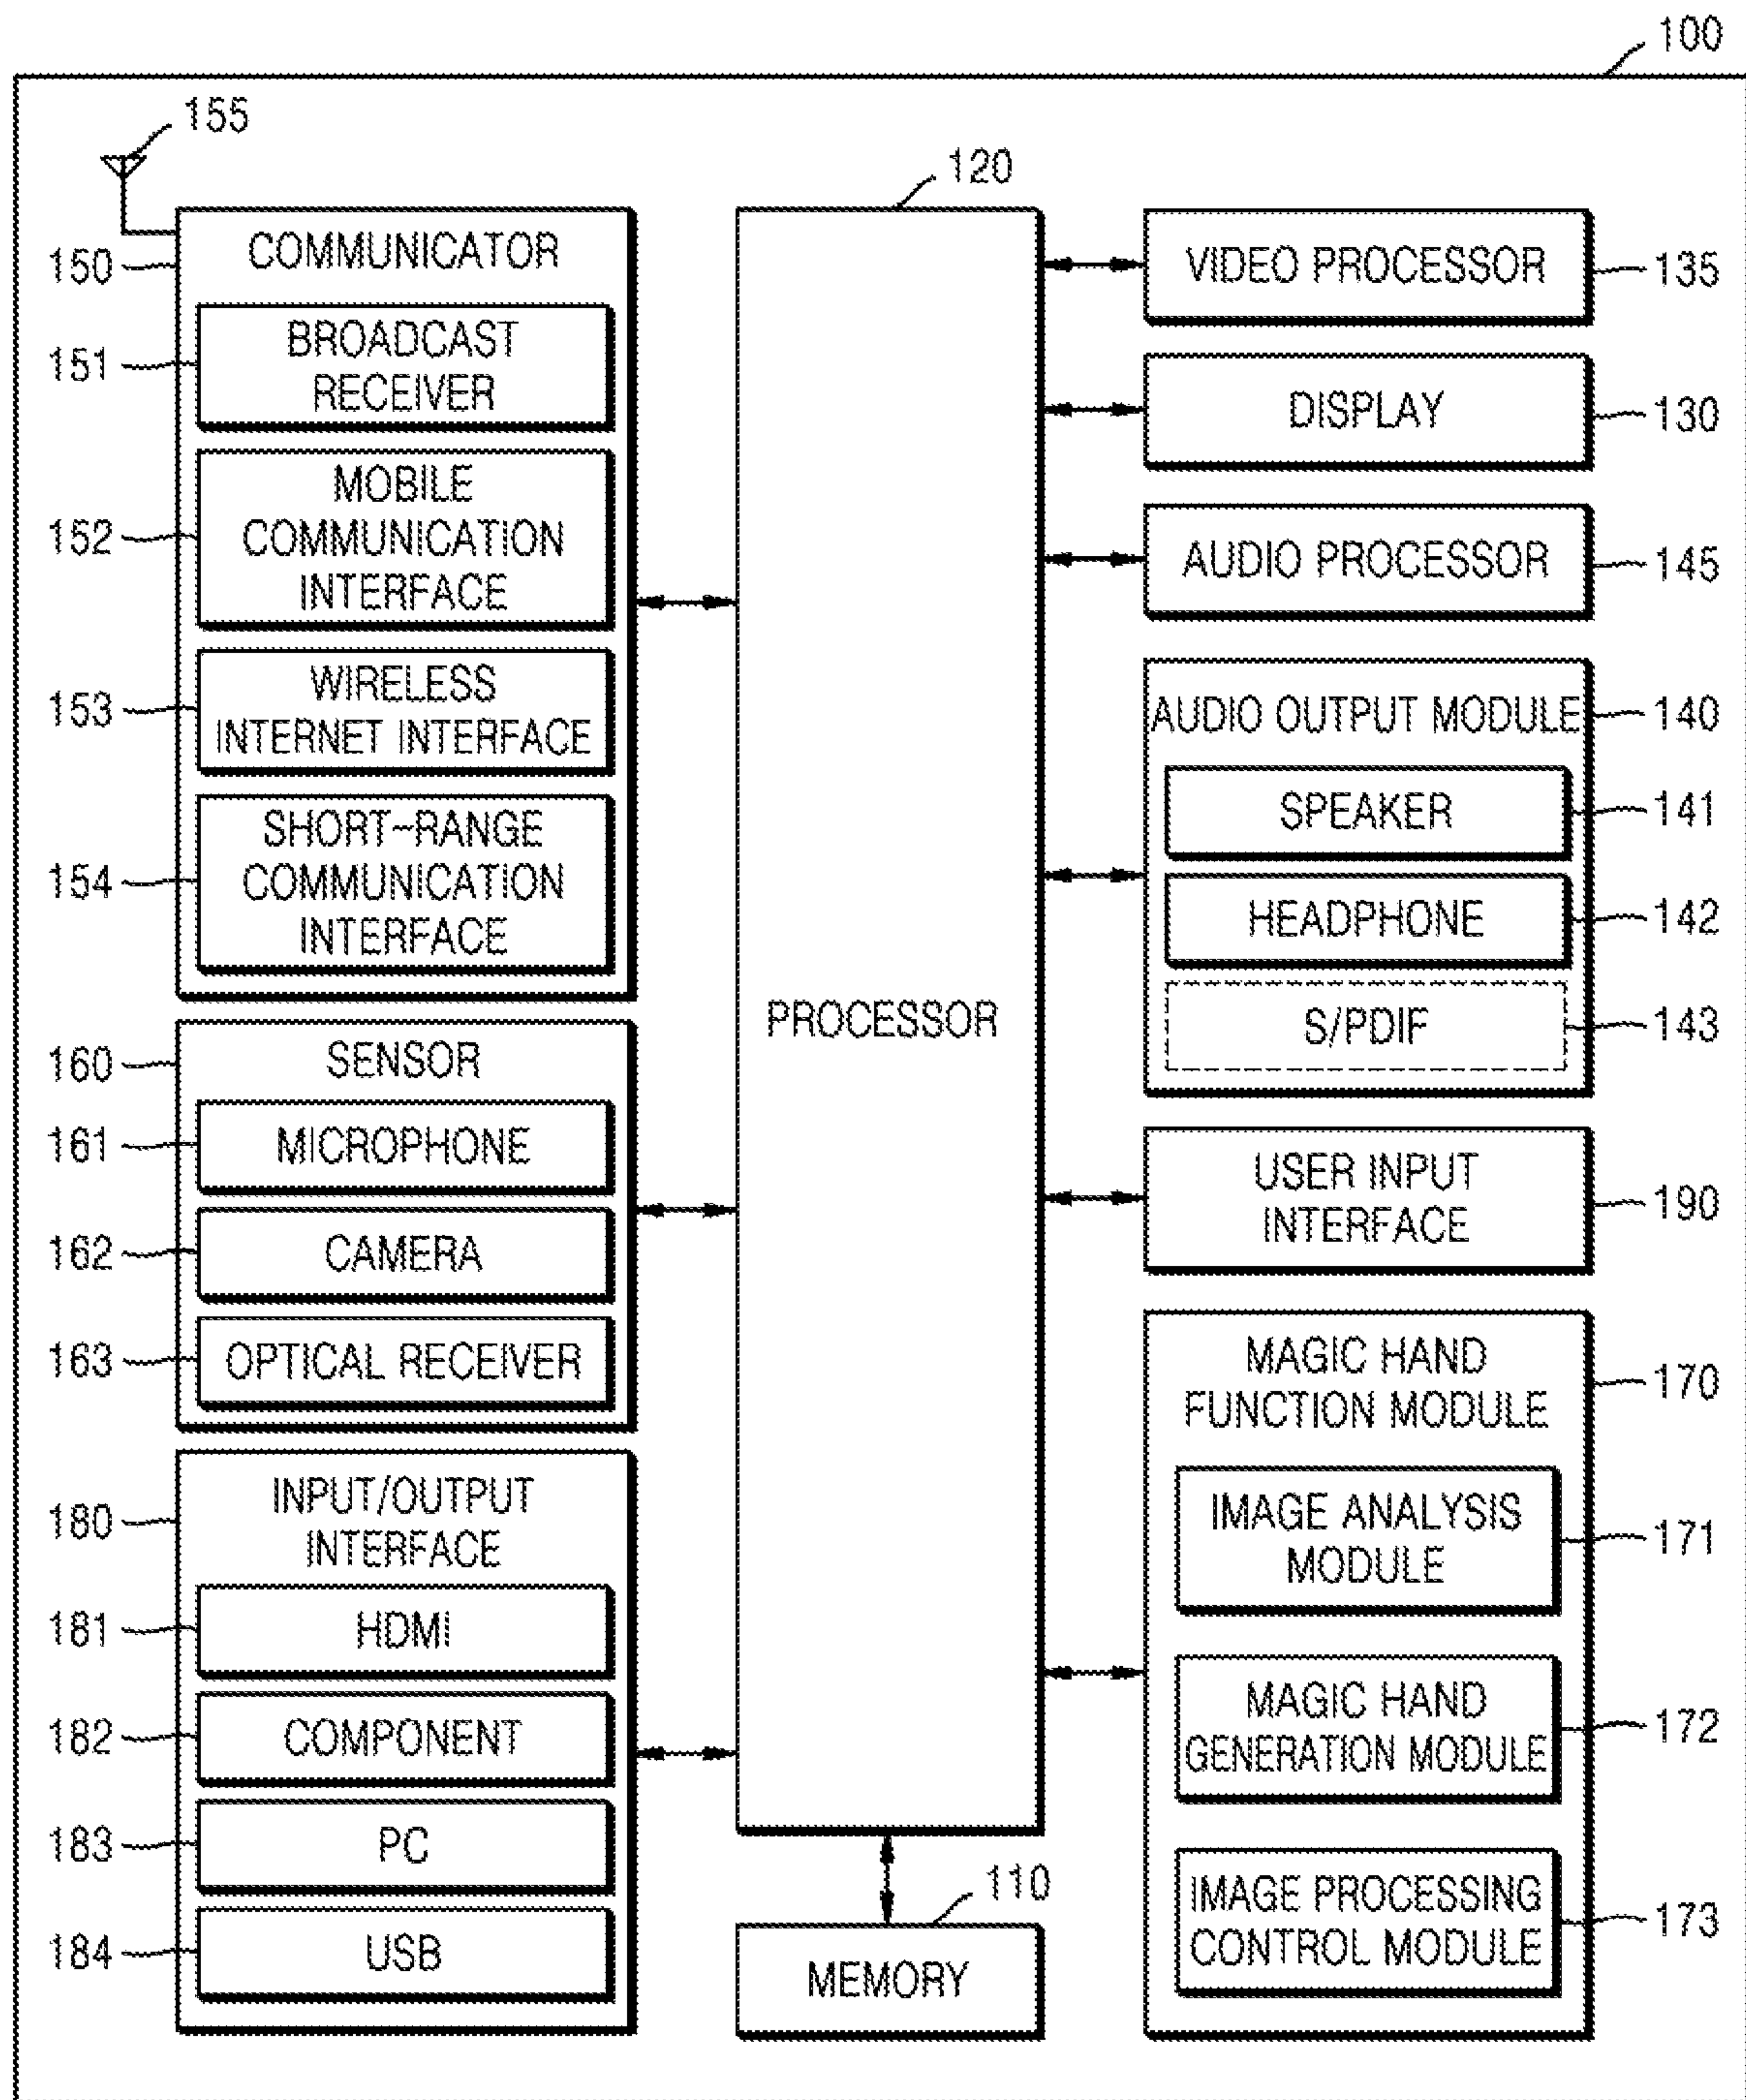 100
155
120
150
COMMUNICATOR
151
BROADCAST
RECEIVER
152
MOBILE
COMMUNICATION
INTERFACE
153
WIRELESS
INTERNET INTERFACE
154
SHORT-RANGE
COMMUNICATION
INTERFACE
160
SENSOR
161
MICROPHONE
162
CAMERA
163
OPTICAL RECEIVER
180
INPUT/OUTPUT
INTERFACE
181
HDMI
182
COMPONENT
183
PC
184
USB
PROCESSOR
110
MEMORY
VIDEO PROCESSOR
135
DISPLAY
130
AUDIO PROCESSOR
145
AUDIO OUTPUT MODULE
140
SPEAKER
141
HEADPHONE
142
S/PDIF
143
USER INPUT
INTERFACE
190
MAGIC HAND
FUNCTION MODULE
170
IMAGE ANALYSIS
MODULE
171
MAGIC HAND
GENERATION MODULE
172
IMAGE PROCESSING
CONTROL MODULE
173